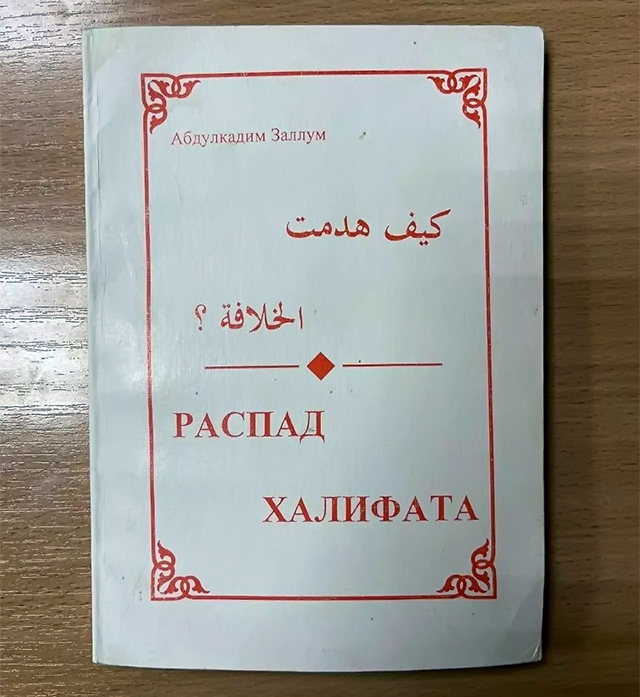 Абдулкадим Заллум
كيف هدمت
الخلافة ؟
РАСПАД
ХАЛИФАТА